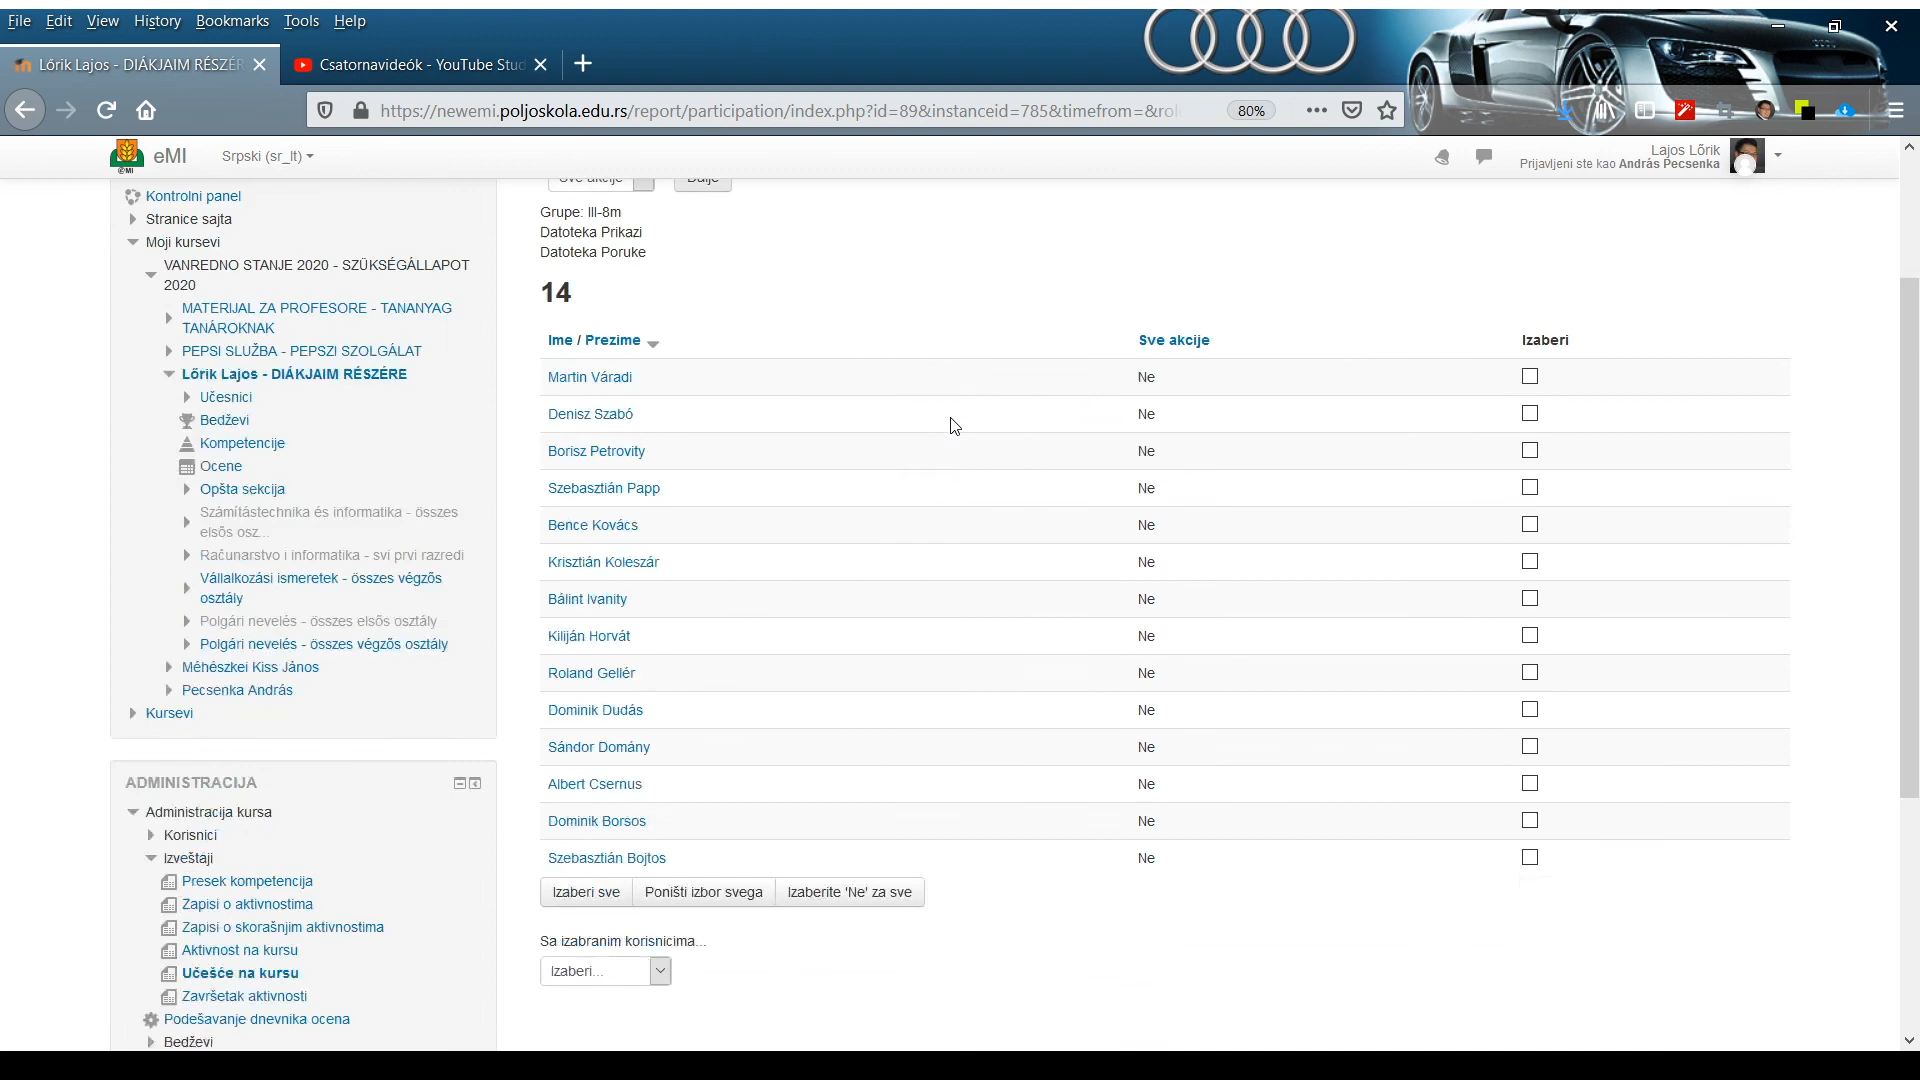 File Edit View History Bookmarks Tools Help
Lőrik Lajos - DIÁKJAIM RÉSZÉR
Csatornavideók - YouTube Stud
https://newemi.poljoskola.edu.rs/report/participation/index.php?id=89&instanceid=785&timefrom=&rol
80%
eMI
Srpski (sr_lt)
Lajos Lőrik
Prijavljeni ste kao András Pecsenka
Kontrolni panel
Stranice sajta
Moji kursevi
VANREDNO STANJE 2020 - SZÜKSÉGÁLLAPOT
2020
MATERIJAL ZA PROFESORE - TANANYAG
TANÁROKNAK
PEPSI SLUŽBA - PEPSZI SZOLGÁLAT
Lőrik Lajos - DIÁKJAIM RÉSZÉRE
Učesnici
Bedževi
Kompetencije
Ocene
Opšta sekcija
Számítástechnika és informatika - összes
elsős osz...
Računarstvo i informatika - svi prvi razredi
Vállalkozási ismeretek - összes végzős
osztály
Polgári nevelés - összes elsős osztály
Polgári nevelés - összes végzős osztály
Méhészkei Kiss János
Pecsenka András
Kursevi
ADMINISTRACIJA
Administracija kursa
Korisnici
Izveštaji
Presek kompetencija
Zapisi o aktivnostima
Zapisi o skorašnjim aktivnostima
Aktivnost na kursu
Učešće na kursu
Završetak aktivnosti
Podešavanje dnevnika ocena
Bedževi
Sve akcije
Dalje
Grupe: III-8m
Datoteka Prikazi
Datoteka Poruke
14
Ime / Prezime Sve akcije Izaberi
Martin Váradi Ne
Denisz Szabó Ne
Borisz Petrovity Ne
Szebasztián Papp Ne
Bence Kovács Ne
Krisztián Koleszár Ne
Bálint Ivanity Ne
Kiliján Horvát Ne
Roland Gellér Ne
Dominik Dudás Ne
Sándor Domány Ne
Albert Csernus Ne
Dominik Borsos Ne
Szebasztián Bojtos Ne
Izaberi sve Poništi izbor svega Izaberite 'Ne' za sve
Sa izabranim korisnicima...
Izaberi...